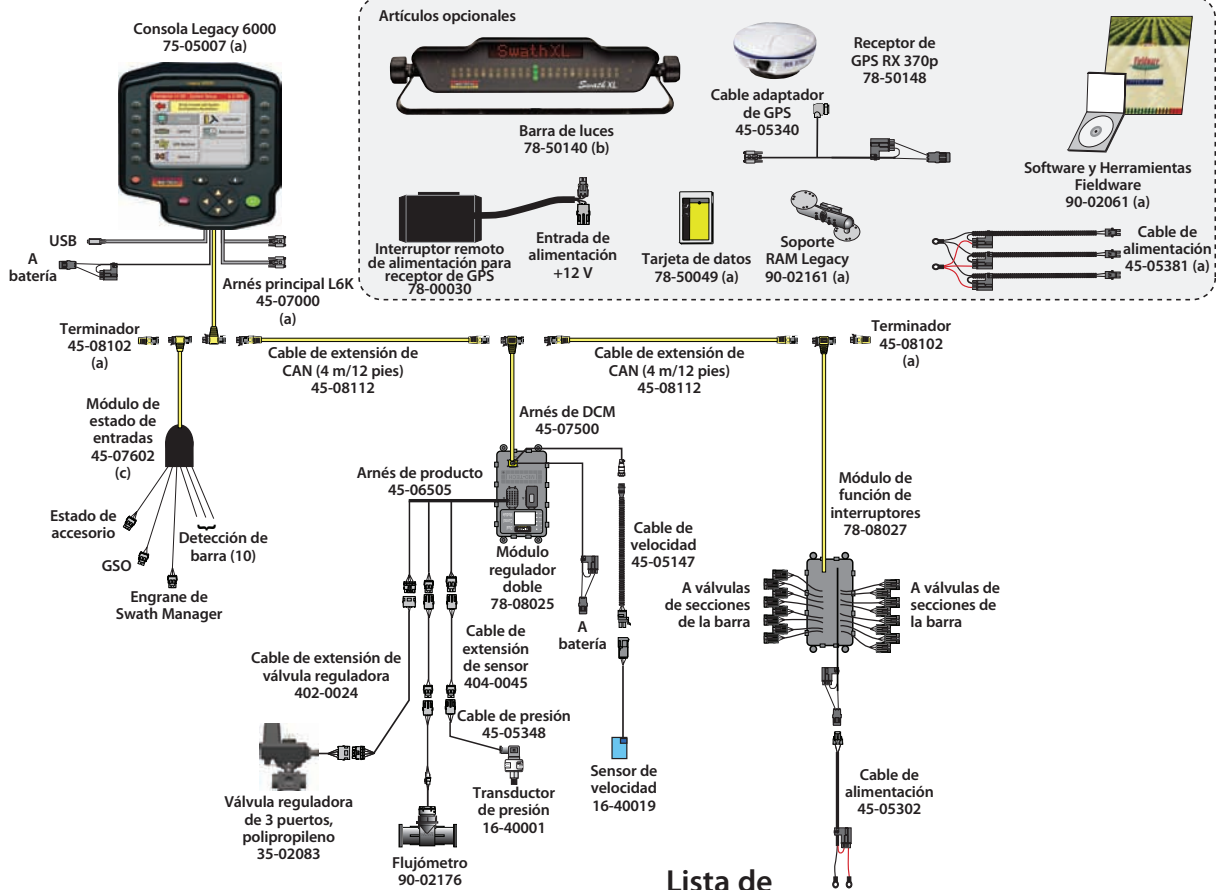 Consola Legacy 6000
75-05007 (a)
USB
A
batería
Arnés principal L6K
45-07000
(a)
Artículos opcionales
SwathXL
Swath XL
Barra de luces
78-50140 (b)
RX 370p
Receptor de
GPS RX 370p
78-50148
Cable adaptador
de GPS
45-05340
Fieldware
Software y Herramientas
Fieldware
90-02061 (a)
Interruptor remoto
de alimentación para
receptor de GPS
78-00030
Entrada de
alimentación
+12 V
Tarjeta de datos
78-50049 (a)
Soporte
RAM Legacy
90-02161 (a)
Cable de
alimentación
45-05381 (a)
Terminador
45-08102
(a)
Cable de extensión de
CAN (4 m/12 pies)
45-08112
Cable de extensión de
CAN (4 m/12 pies)
45-08112
Terminador
45-08102
(a)
Módulo de
estado de
entradas
45-07602
(c)
Estado de
accesorio
GSO
Engrane de
Swath Manager
Detección de
barra (10)
Arnés de DCM
45-07500
Arnés de producto
45-06505
Módulo
regulador
doble
78-08025
A
batería
Cable de
velocidad
45-05147
Módulo de
función de
interruptores
78-08027
A válvulas
de secciones
de la barra
A válvulas de
secciones de
la barra
Cable de extensión de
válvula reguladora
402-0024
Cable de
extensión
de sensor
404-0045
Cable de presión
45-05348
Válvula reguladora
de 3 puertos,
polipropileno
35-02083
Flujómetro
90-02176
Transductor
de presión
16-40001
Sensor de
velocidad
16-40019
Cable de
alimentación
45-05302
Lista de